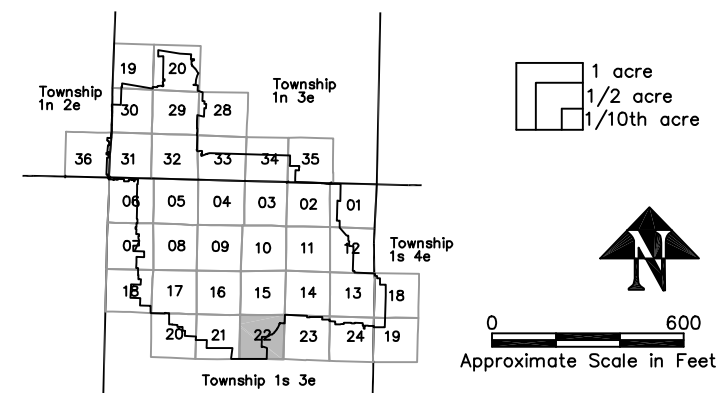 19 20
Township
1n 2e
Township
1n 3e
30 29 28
36 31 32 33 34 35
06 05 04 03 02 01
07 08 09 10 11 12
Township
1s 4e
18 17 16 15 14 13 18
20 21 22 23 24 19
Township 1s 3e
1 acre
1/2 acre
1/10th acre
N
0 600
Approximate Scale in Feet